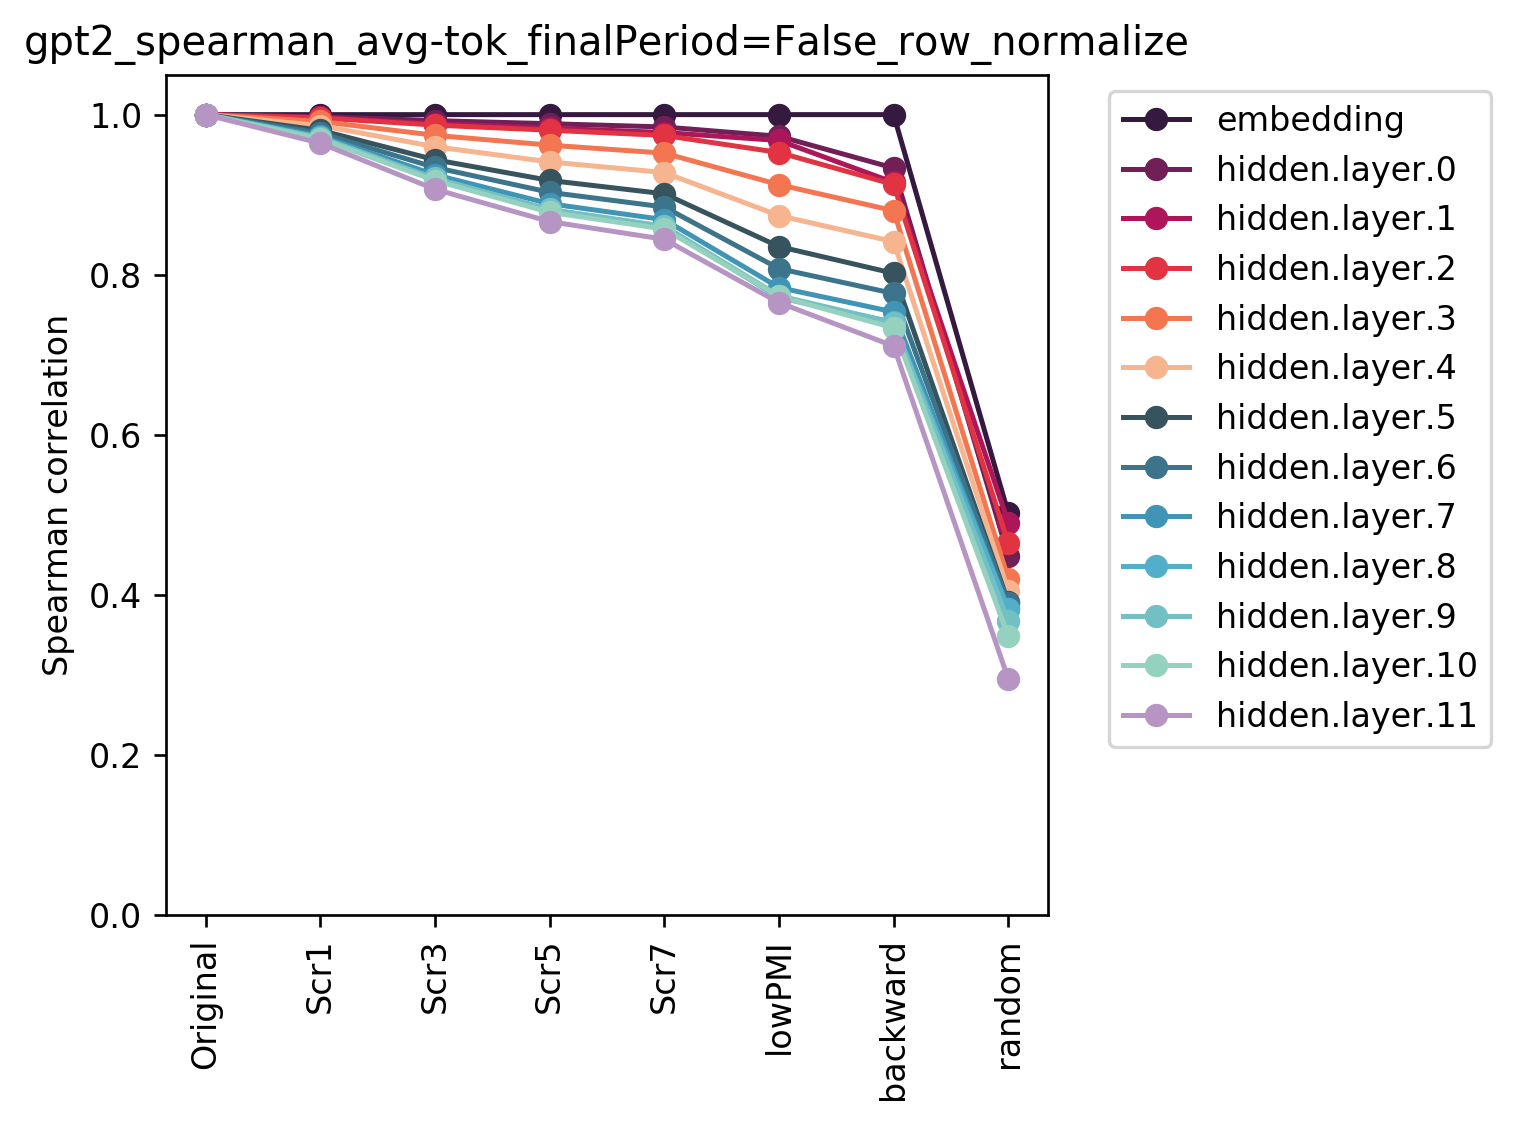 gpt2_spearman_avg-tok_finalPeriod=False_row_normalize
Spearman correlation
1.0
0.8
0.6
0.4
0.2
0.0
Original
Scr1
Scr3
Scr5
Scr7
lowPMI
backward
random
embedding
hidden.layer.0
hidden.layer.1
hidden.layer.2
hidden.layer.3
hidden.layer.4
hidden.layer.5
hidden.layer.6
hidden.layer.7
hidden.layer.8
hidden.layer.9
hidden.layer.10
hidden.layer.11